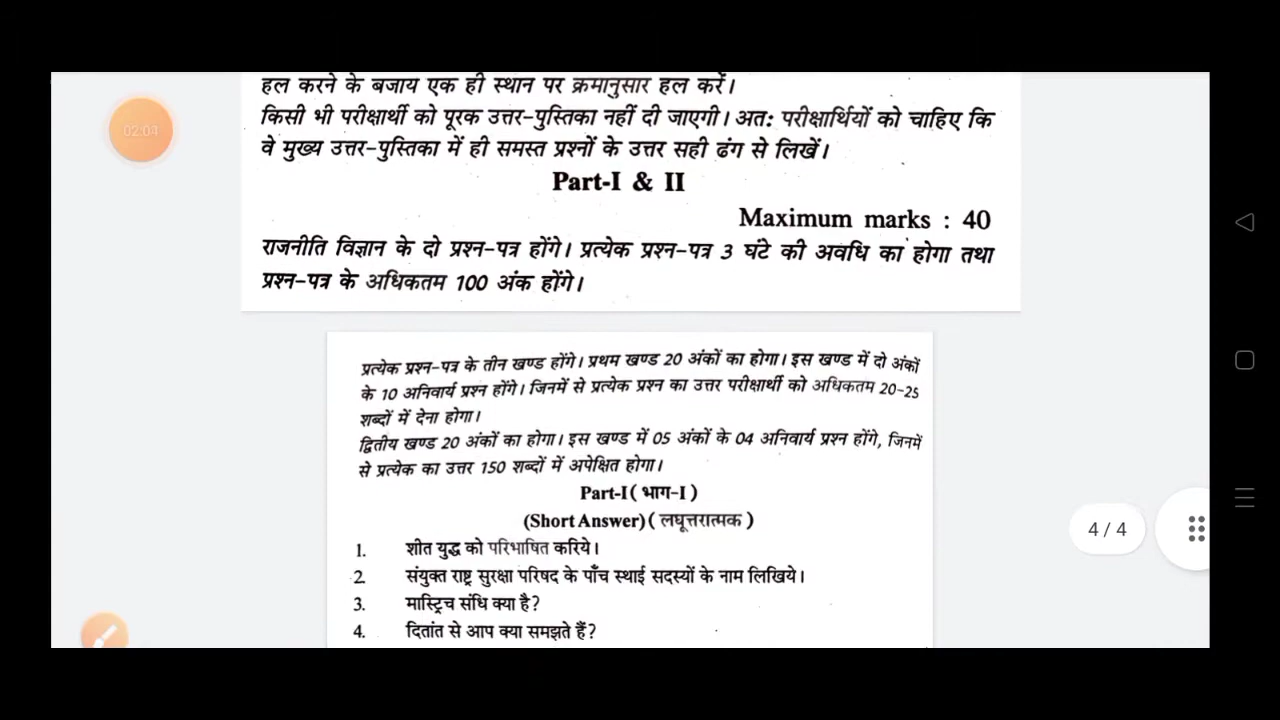 हल करने के बजाय एक ही स्थान पर क्रमानुसार हल करें।
किसी भी परीक्षार्थी को पूरक उत्तर-पुस्तिका नहीं दी जाएगी। अतः परीक्षार्थियों को चाहिए कि
वे मुख्य उत्तर-पुस्तिका में ही समस्त प्रश्नों के उत्तर सही ढंग से लिखें।
Part-I & II
Maximum marks : 40
राजनीति विज्ञान के दो प्रश्न-पत्र होंगे। प्रत्येक प्रश्न-पत्र 3 घंटे की अवधि का होगा तथा
प्रश्न-पत्र के अधिकतम 100 अंक होंगे।
प्रत्येक प्रश्न-पत्र के तीन खण्ड होंगे। प्रथम खण्ड 20 अंकों का होगा। इस खण्ड में दो अंकों
के 10 अनिवार्य प्रश्न होंगे। जिनमें से प्रत्येक प्रश्न का उत्तर परीक्षार्थी को अधिकतम 20-25
शब्दों में देना होगा।
द्वितीय खण्ड 20 अंकों का होगा। इस खण्ड में 05 अंकों के 04 अनिवार्य प्रश्न होंगे, जिनमें
से प्रत्येक का उत्तर 150 शब्दों में अपेक्षित होगा।
Part-I ( भाग-I )
(Short Answer) ( लघूत्तरात्मक )
1. शीत युद्ध को परिभाषित करिये।
2. संयुक्त राष्ट्र सुरक्षा परिषद के पाँच स्थाई सदस्यों के नाम लिखिये।
3. मास्ट्रिच संधि क्या है?
4. दितांत से आप क्या समझते हैं?
02:04
4 / 4